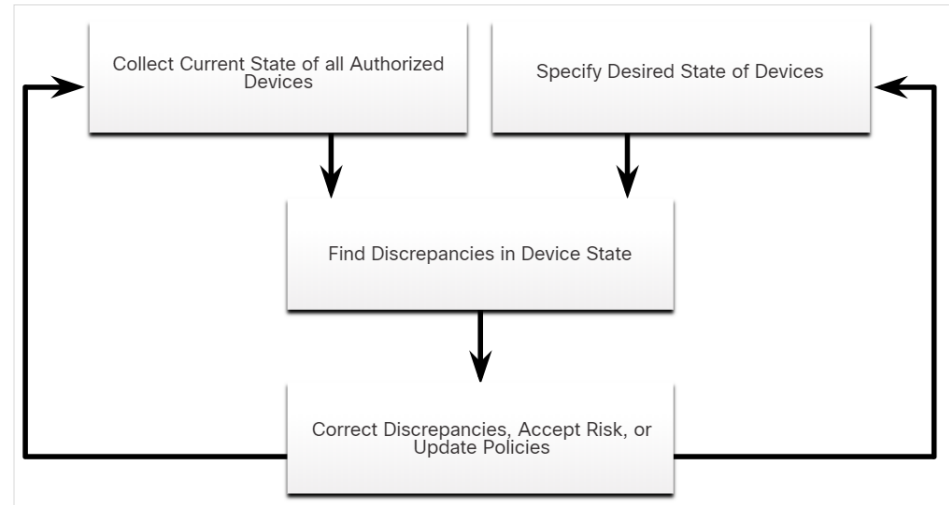 Collect Current State of all Authorized
Devices
Specify Desired State of Devices
Find Discrepancies in Device State
Correct Discrepancies, Accept Risk, or
Update Policies